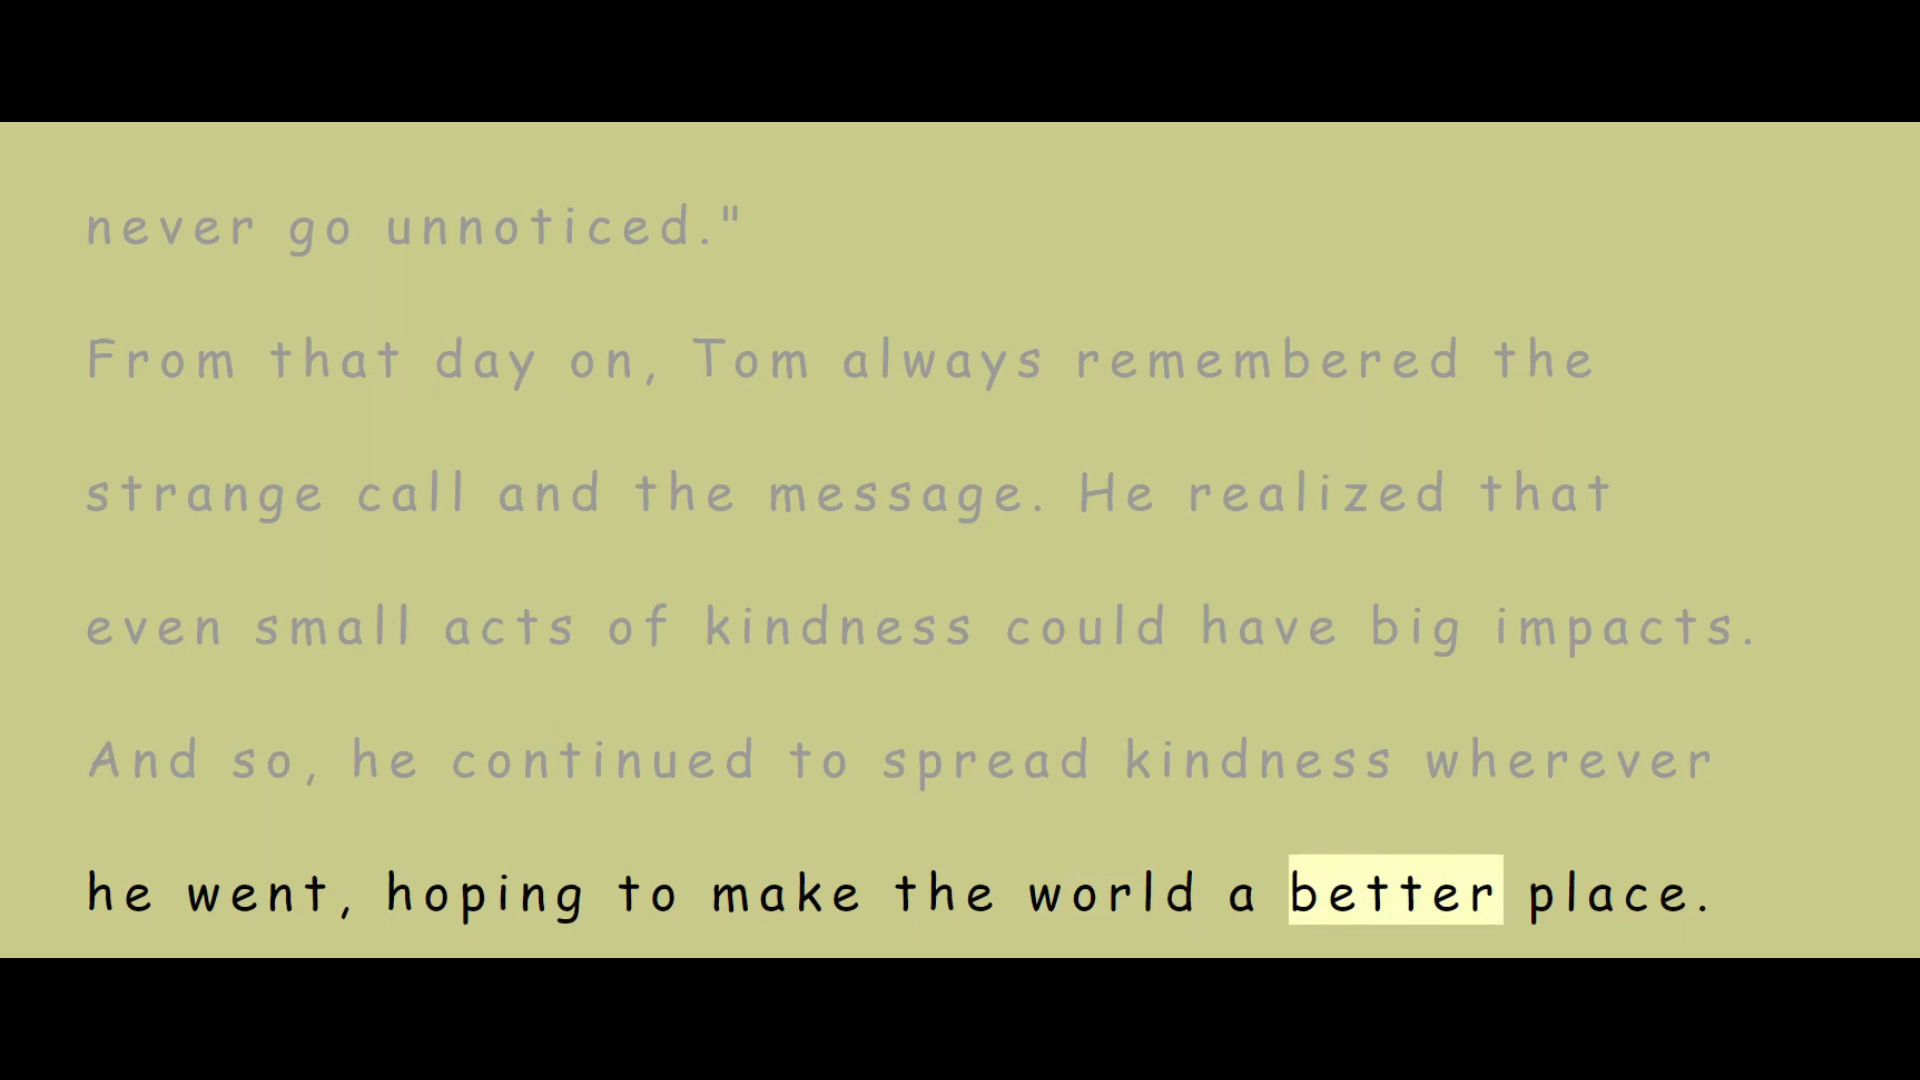 never go unnoticed."
From that day on, Tom always remembered the
strange call and the message. He realized that
even small acts of kindness could have big impacts.
And so, he continued to spread kindness wherever
he went, hoping to make the world a better place.